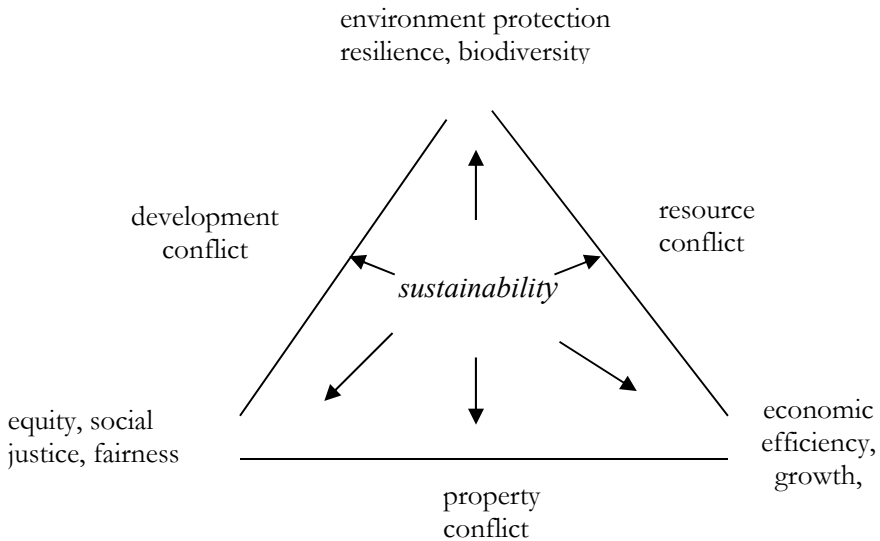 environment protection
resilience, biodiversity
development
conflict
resource
conflict
sustainability
equity, social
justice, fairness
economic
efficiency,
growth,
property
conflict